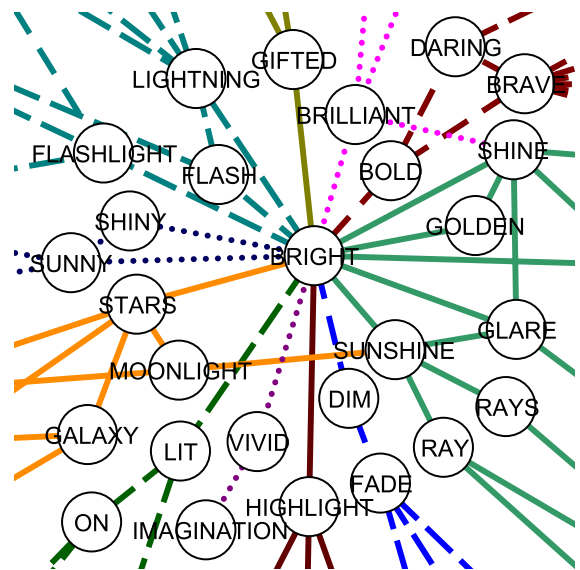 DARING
GIFTED
LIGHTNING
BRAVE
BRILLIANT
FLASHLIGHT
SHINE
BOLD
FLASH
SHINY
GOLDEN
BRIGHT
SUNNY
STARS
GLARE
SUNSHINE
MOONLIGHT
DIM
RAYS
GALAXY
VIVID
RAY
LIT
FADE
HIGHLIGHT
ON
IMAGINATION